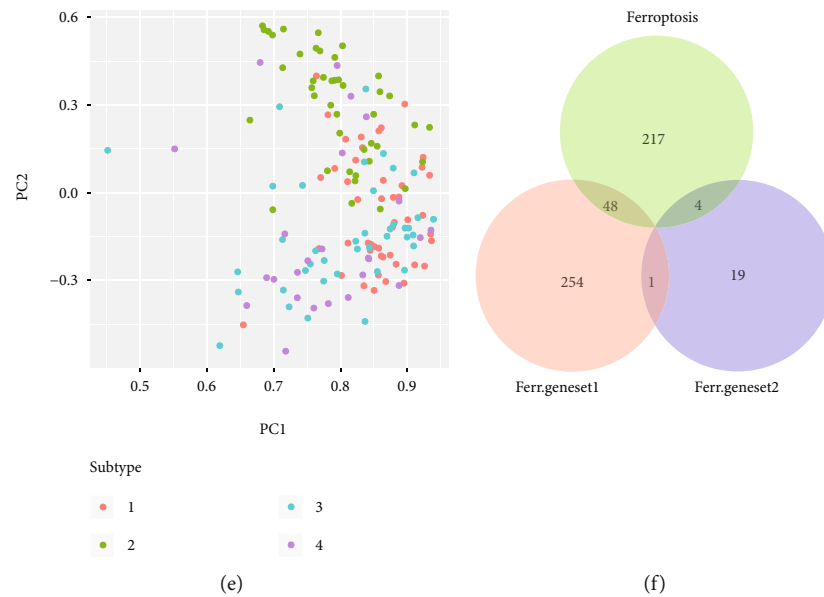 0.6
0.3
0.0
−0.3
PC2
0.5 0.6 0.7 0.8 0.9
PC1
Subtype
1 3
2 4
(e)
Ferroptosis
217
48 4
254 1 19
Ferr.geneset1 Ferr.geneset2
(f)